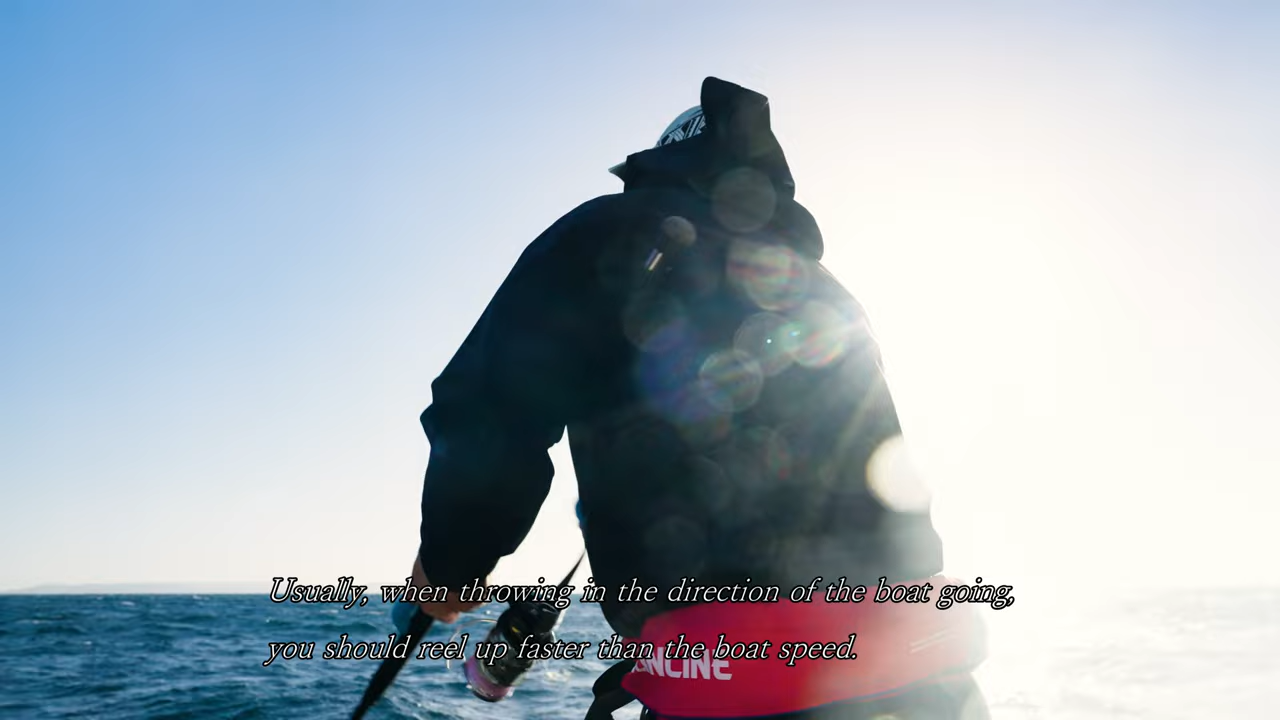 Usually, when throwing in the direction of the boat going,
you should reel up faster than the boat speed.